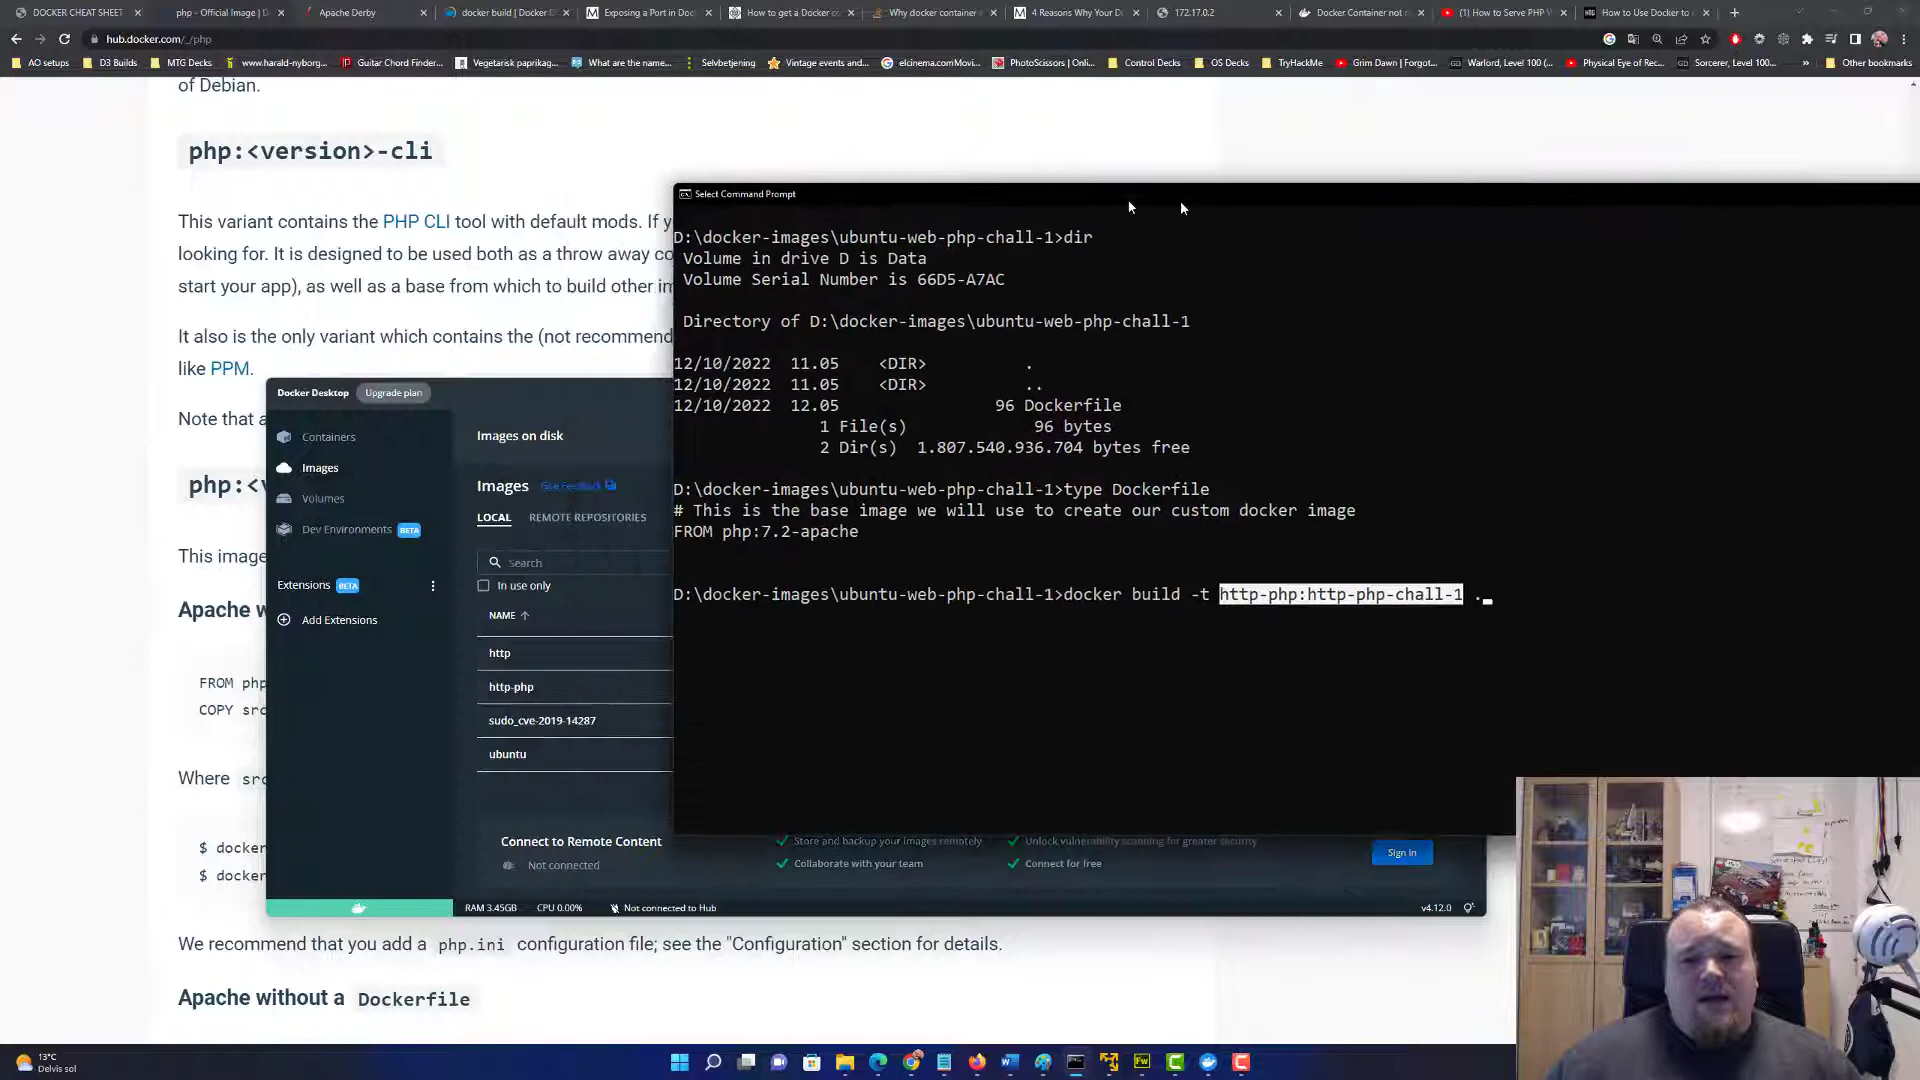 DOCKER CHEAT SHEET
php - Official Image | D
Apache Derby
docker build | Docker D
Exposing a Port in Doc
How to get a Docker c
Why docker container
4 Reasons Why Your D
172.17.0.2
Docker Container not
(1) How to Serve PHP V
How to Use Docker to
hub.docker.com/_/php
AO setups
D3 Builds
MTG Decks
www.harald-nyborg...
Guitar Chord Finder...
Vegetarisk paprikag...
What are the name...
Selvbetjening
Vintage events and...
elcinema.comMovi...
PhotoScissors | Onli...
Control Decks
OS Decks
TryHackMe
Grim Dawn | Forgot...
Warlord, Level 100 (...
Physical Eye of Rec...
Sorcerer, Level 100...
Other bookmarks
of Debian.
php:<version>-cli
This variant contains the PHP CLI tool with default mods. If y
looking for. It is designed to be used both as a throw away co
start your app), as well as a base from which to build other im
It also is the only variant which contains the (not recommend
like PPM.
Note that a
php:<v
This image
Apache w
FROM php
COPY src
Where src
$ docker
$ docker
We recommend that you add a php.ini configuration file; see the "Configuration" section for details.
Apache without a Dockerfile
Docker Desktop
Upgrade plan
Containers
Images
Volumes
Dev Environments BETA
Extensions BETA
Add Extensions
Images on disk
Images Give Feedback
LOCAL
REMOTE REPOSITORIES
Search
In use only
NAME
http
http-php
sudo_cve-2019-14287
ubuntu
Connect to Remote Content
Not connected
Store and backup your images remotely
Collaborate with your team
Unlock vulnerability scanning for greater security
Connect for free
Sign in
RAM 3.45GB CPU 0.00% Not connected to Hub
v4.12.0
Select Command Prompt
D:\docker-images\ubuntu-web-php-chall-1>dir
Volume in drive D is Data
Volume Serial Number is 66D5-A7AC
Directory of D:\docker-images\ubuntu-web-php-chall-1
12/10/2022 11.05 <DIR> .
12/10/2022 11.05 <DIR> ..
12/10/2022 12.05 96 Dockerfile
1 File(s) 96 bytes
2 Dir(s) 1.807.540.936.704 bytes free
D:\docker-images\ubuntu-web-php-chall-1>type Dockerfile
# This is the base image we will use to create our custom docker image
FROM php:7.2-apache
D:\docker-images\ubuntu-web-php-chall-1>docker build -t http-php:http-php-chall-1 .
13°C
Delvis sol